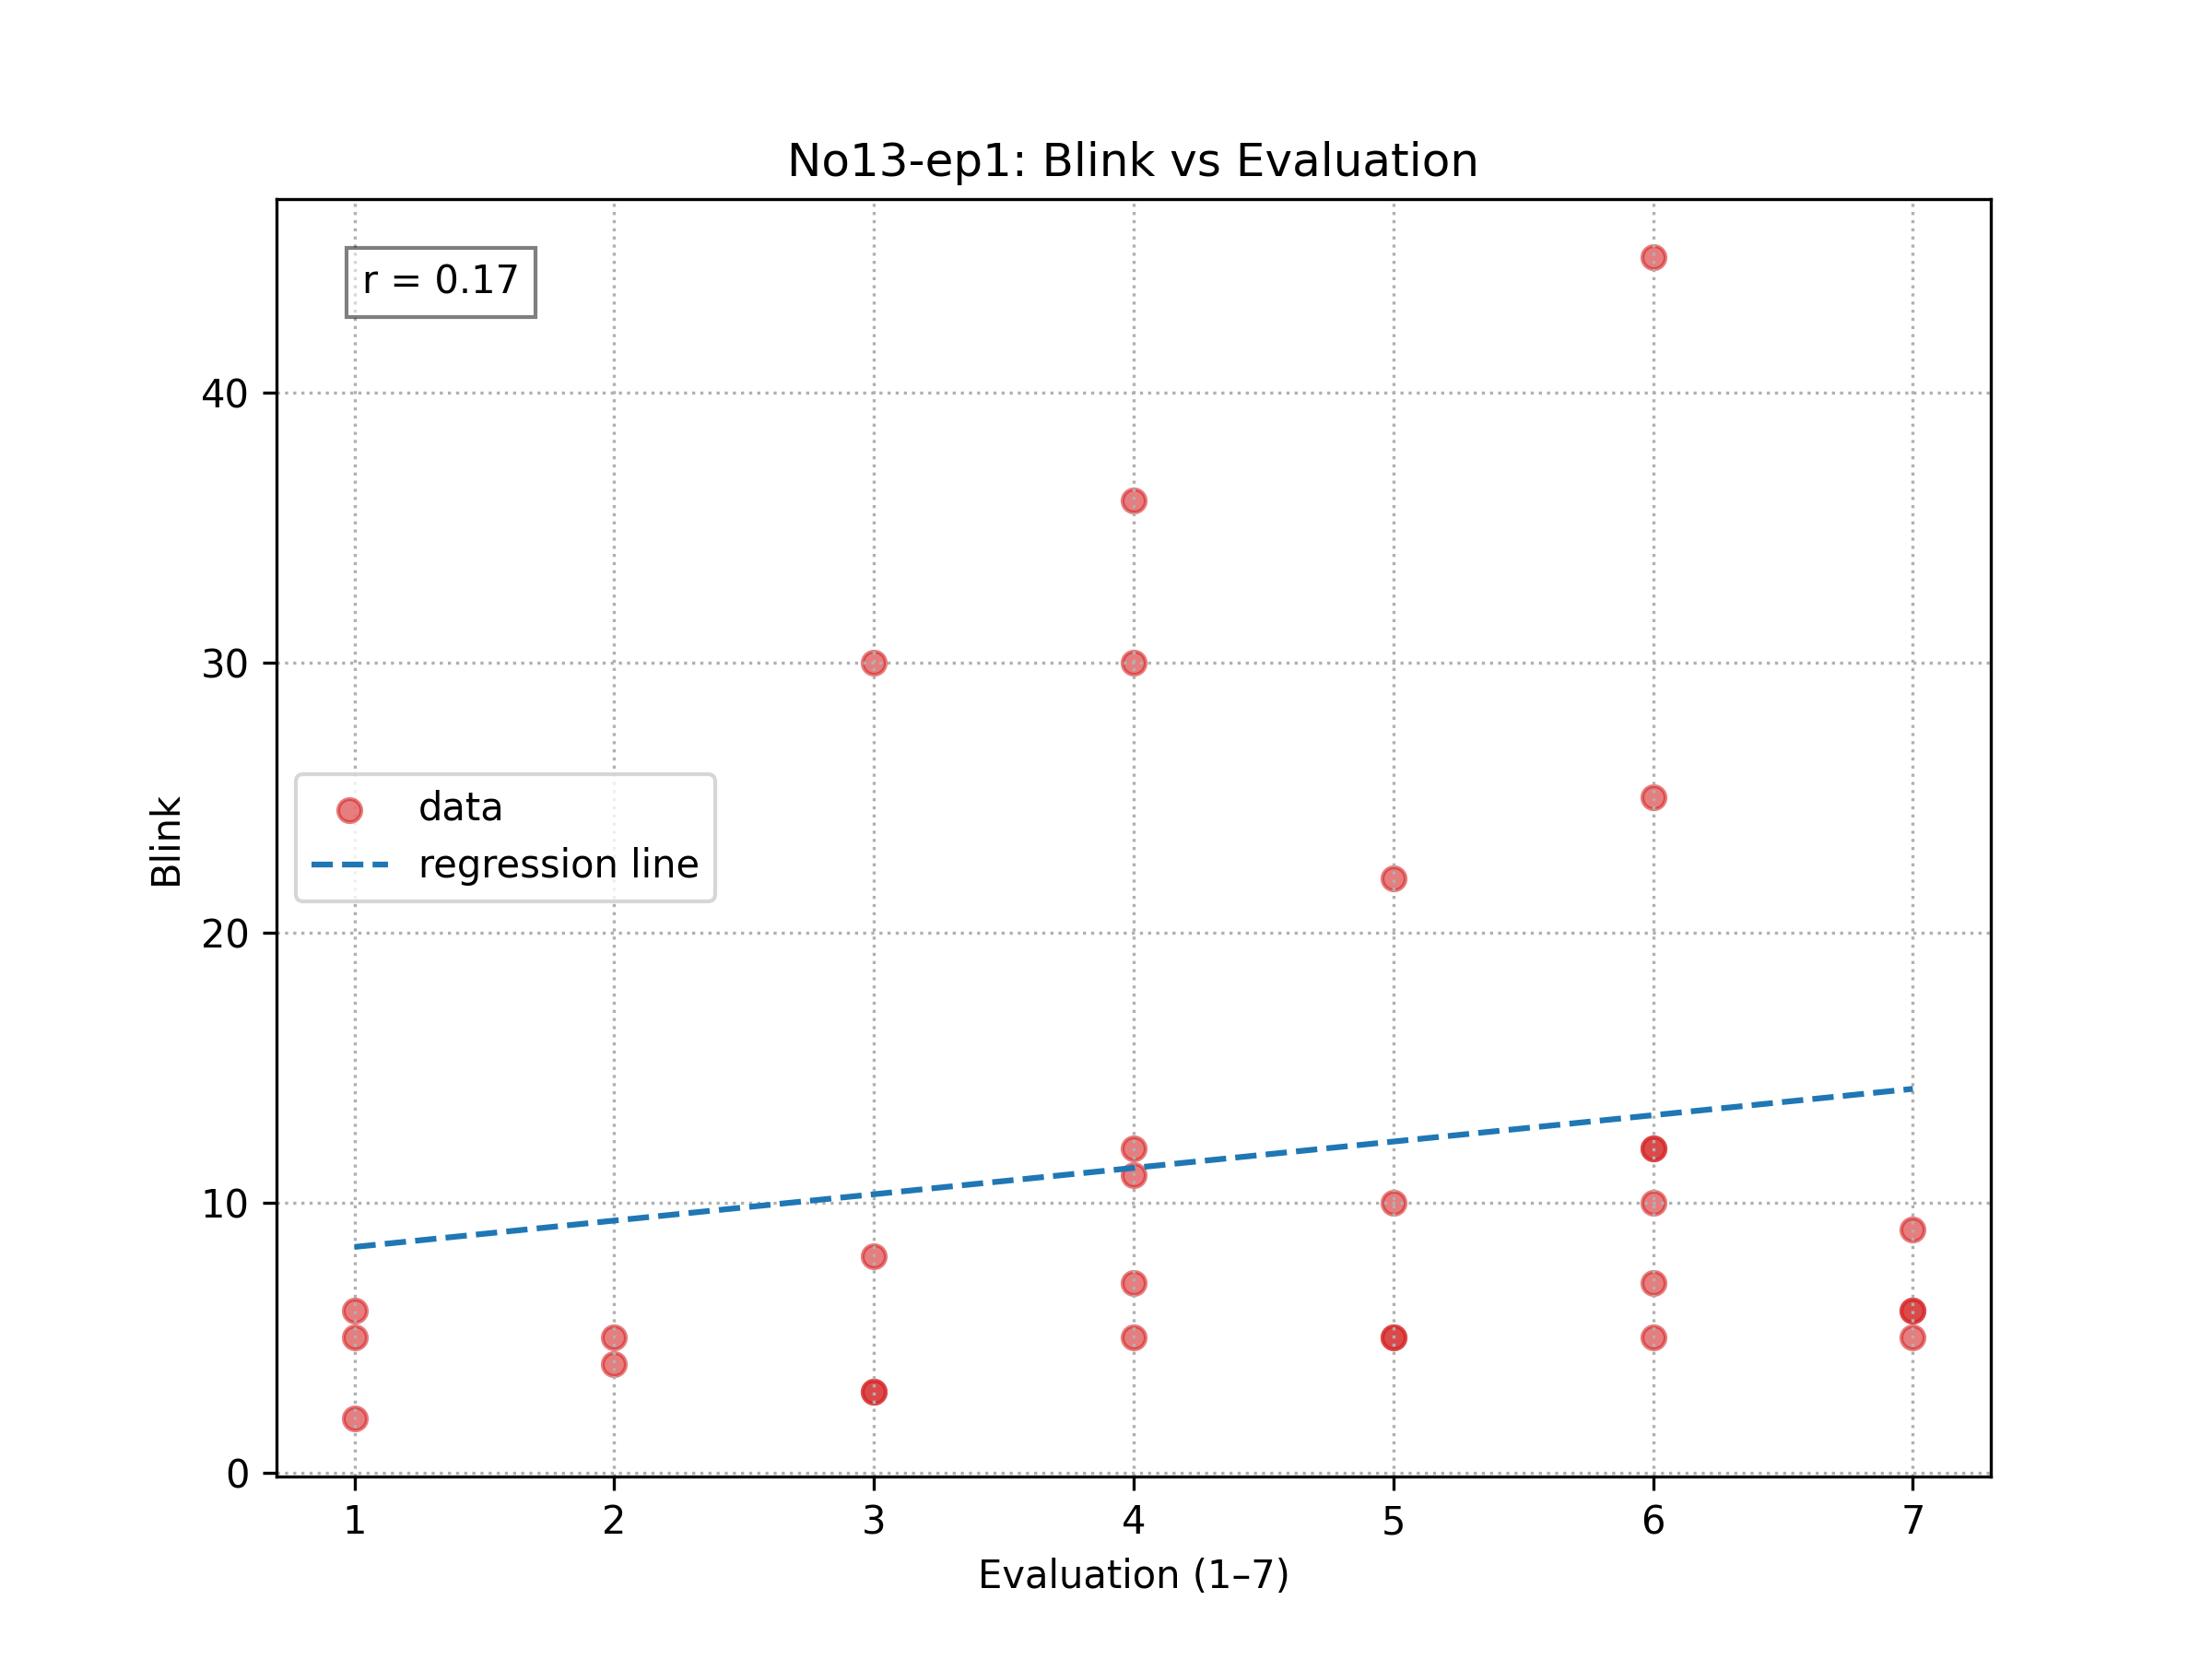 No13-ep1: Blink vs Evaluation
r = 0.17
40
30
20
10
0
Blink
data
regression line
1 2 3 4 5 6 7
Evaluation (1–7)